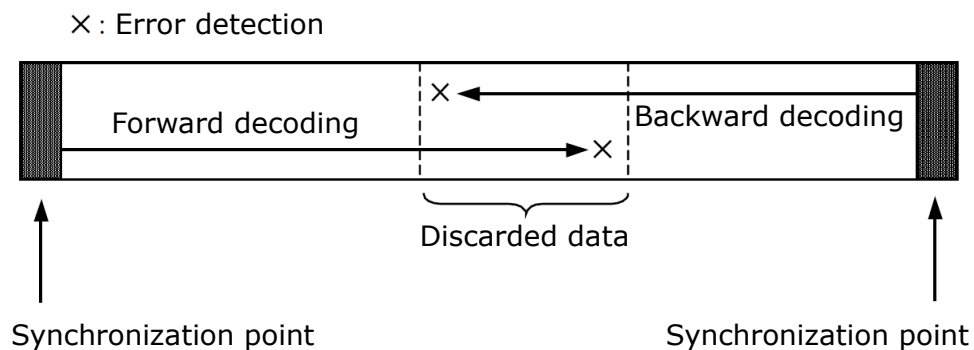 ×: Error detection
Backward decoding
Forward decoding
Discarded data
Synchronization point
Synchronization point